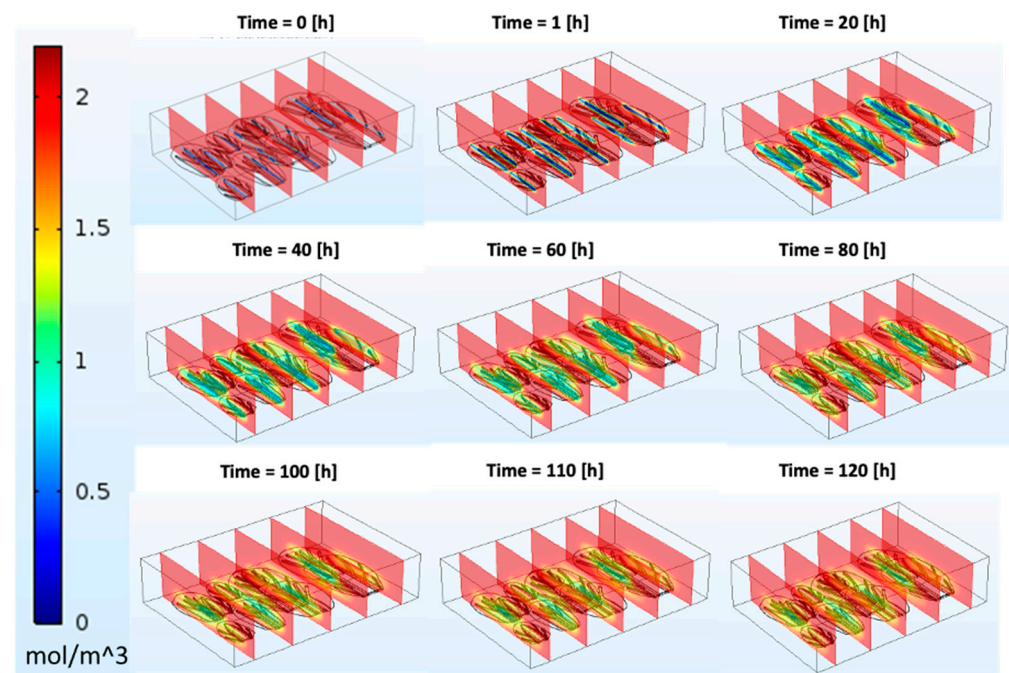 Time = 0 [h]
Time = 1 [h]
Time = 20 [h]
2
1.5
1
0.5
0
mol/m^3
Time = 40 [h]
Time = 60 [h]
Time = 80 [h]
Time = 100 [h]
Time = 110 [h]
Time = 120 [h]